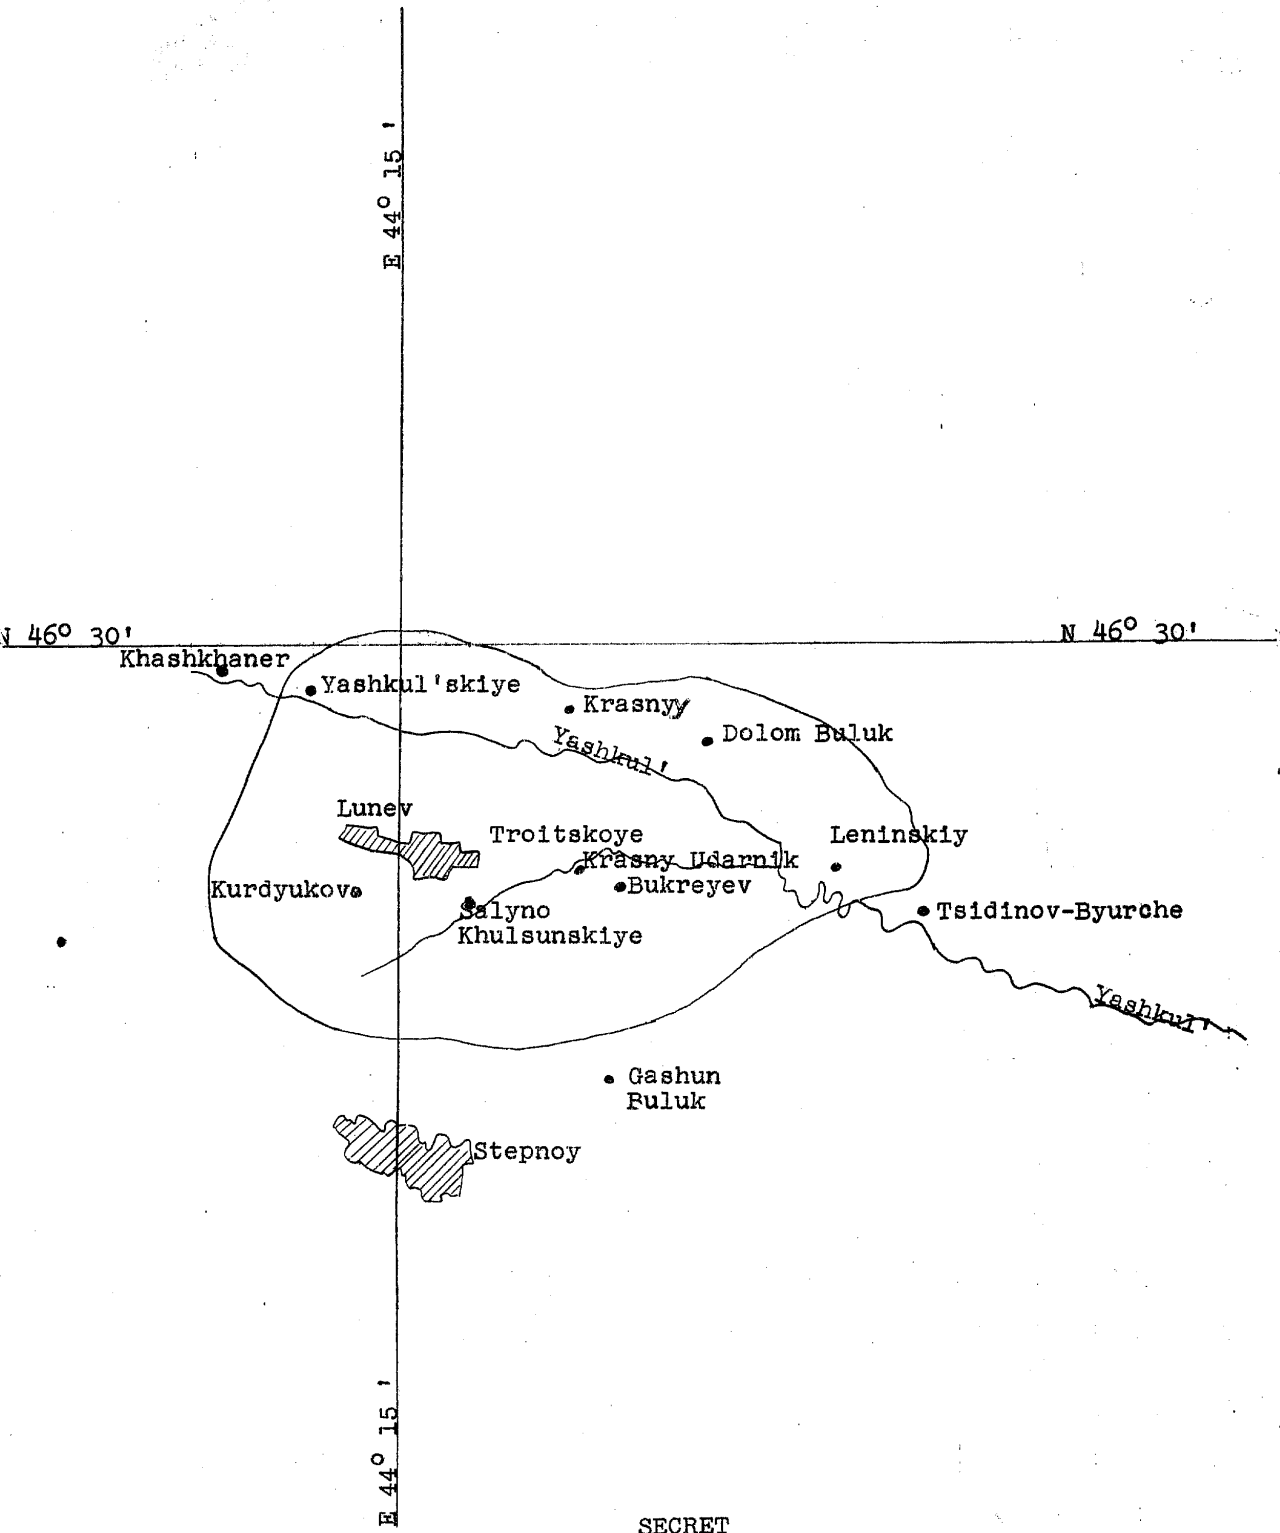 E 44° 15'
N 46° 30'
N 46° 30'
Khashkhaner
Yashkul'skiye
Krasnyy
Dolom Buluk
Yashkul'
Lunev
Troitskoye
Leninskiy
Krasny Udarnik
Kurdyukov
Bukreyev
Salyno
Khulsunskiye
Tsidinov-Byurche
Yashkul'
Gashun
Buluk
Stepnoy
E 44° 15'
SECRET